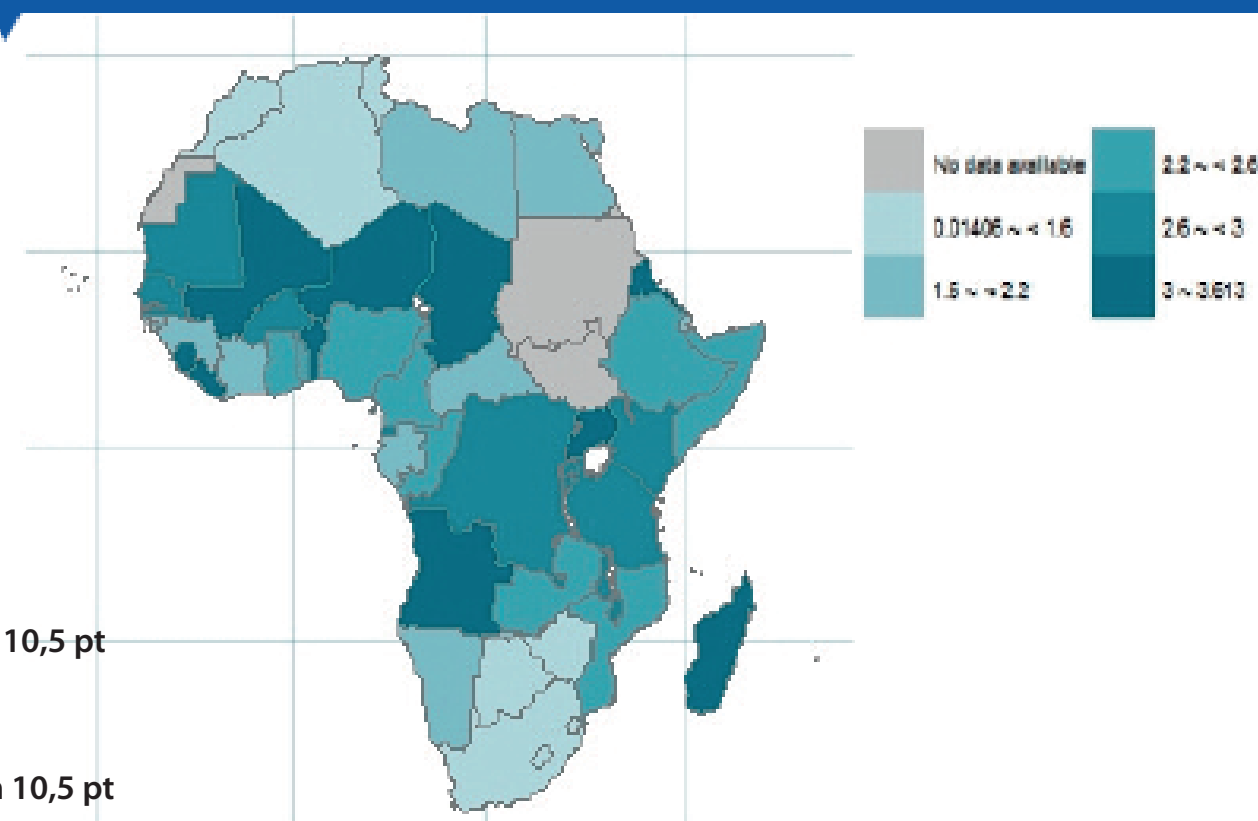 No data available
0.01406 ~ < 1.6
1.6 ~ < 2.2
2.2 ~ < 2.6
2.6 ~ < 3
3 ~ 3.613
10,5 pt
10,5 pt